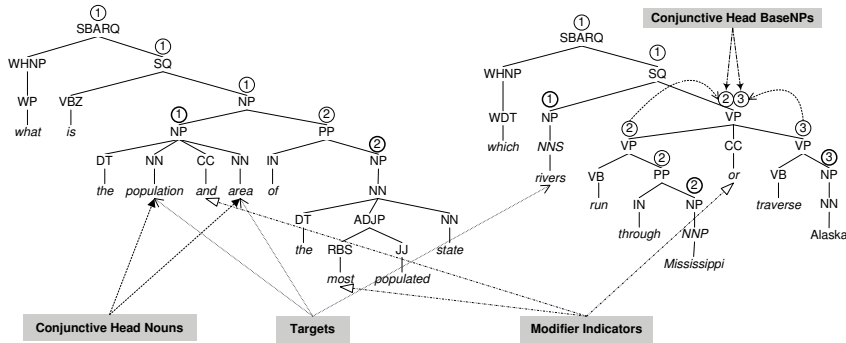 Conjunctive Head BaseNPs
1 1
SBARQ SBARQ
1 1
WHNP SQ WHNP SQ
1 1 2 3
WP VBZ NP WDT NP VP
what is which NNS
1 2 2 3
NP PP rivers VP CC VP
2 or
DT NN CC NN IN NP VB PP VB NP
the population and area of run 2 traverse 3
NN IN NP NN
through NNP Alaska
DT ADJP NN Mississippi
the RBS JJ state
most populated
Conjunctive Head Nouns Targets Modifier Indicators